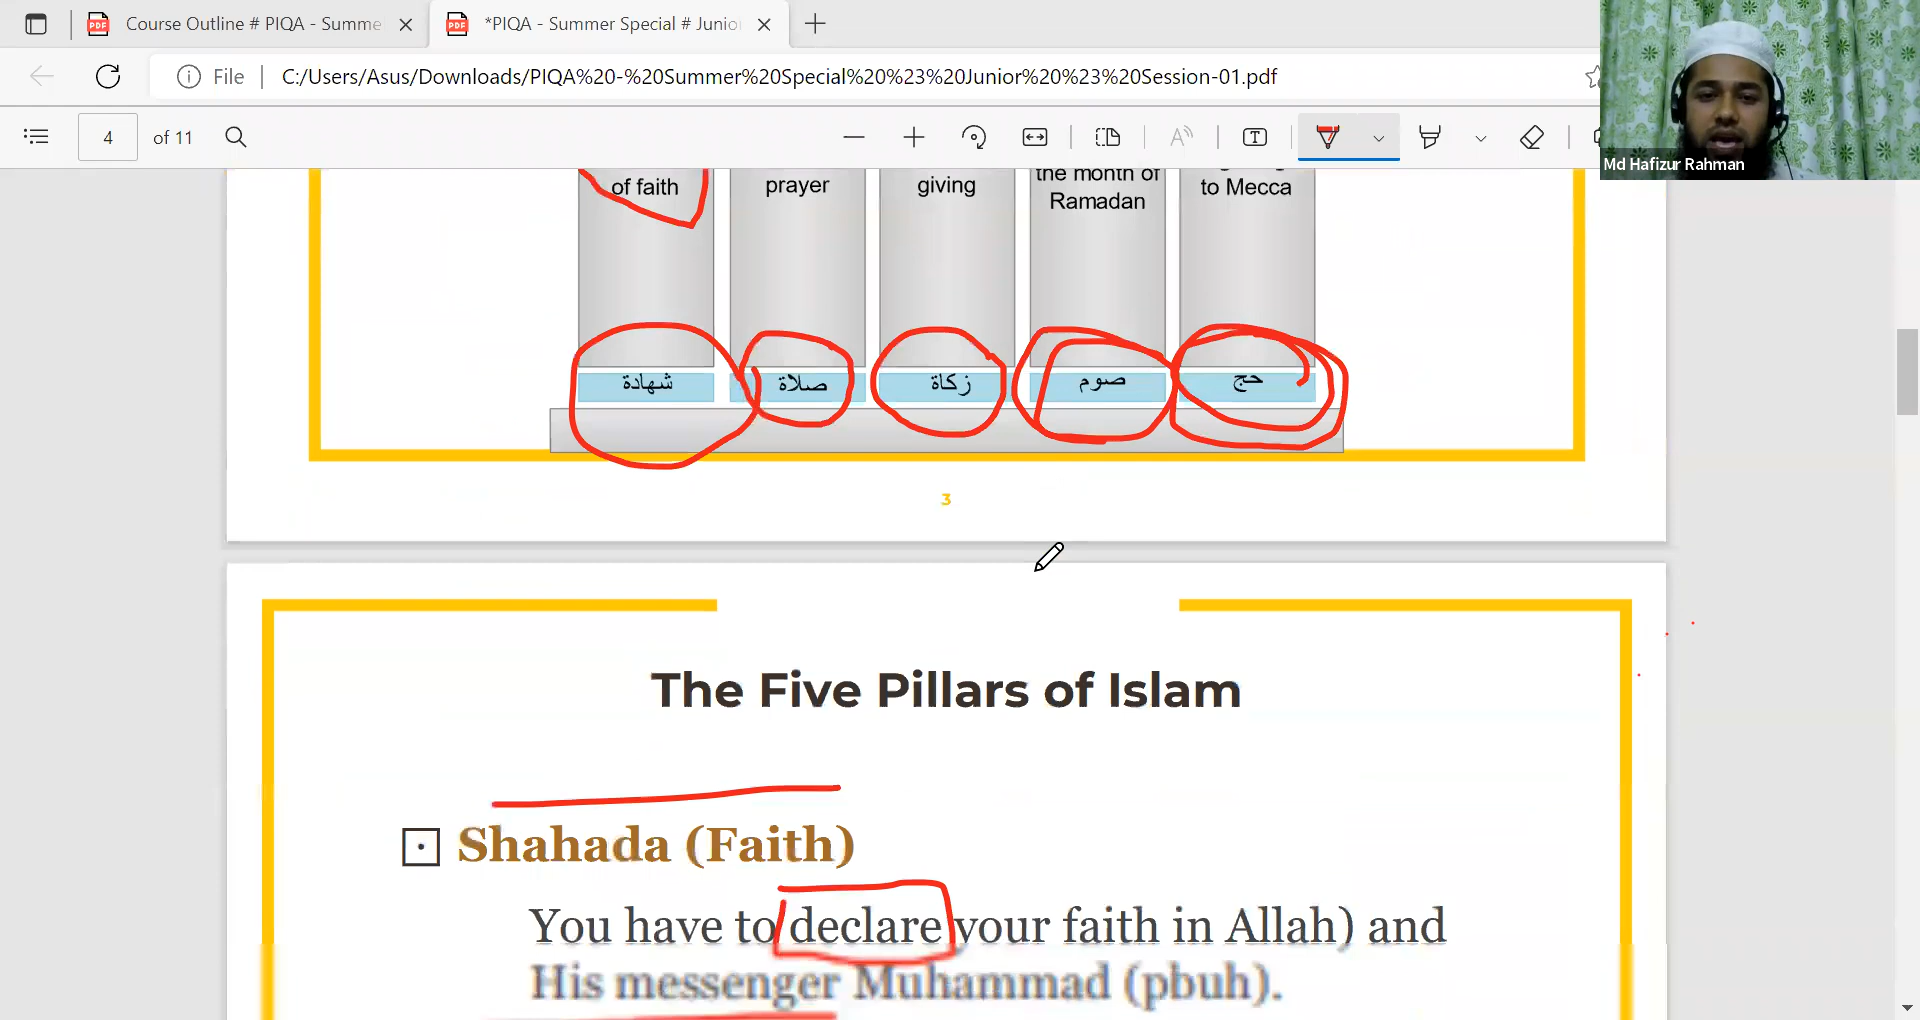 Course Outline # PIQA - Summe
*PIQA - Summer Special # Junio
File
C:/Users/Asus/Downloads/PIQA%20-%20Summer%20Special%20%23%20Junior%20%23%20Session-01.pdf
4 of 11
Md Hafizur Rahman
of faith
prayer
giving
the month of
Ramadan
to Mecca
شهادة
صلاة
زكاة
صوم
حج
3
The Five Pillars of Islam
Shahada (Faith)
You have to declare your faith in Allah) and
His messenger Muhammad (pbuh).